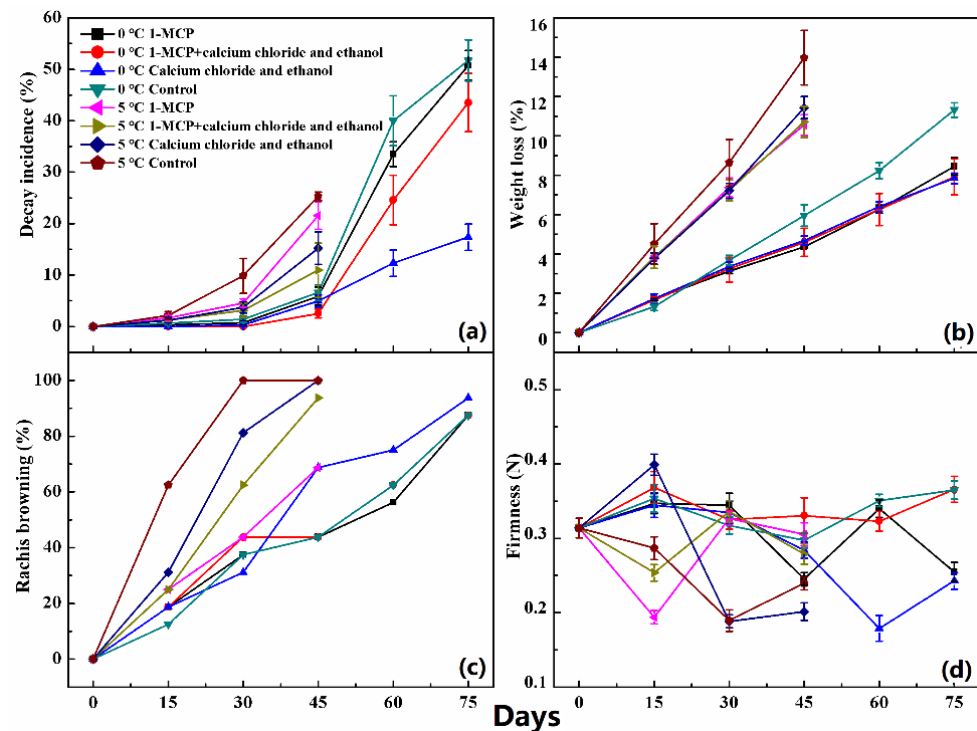 60
50
40
30
20
10
0
Decay incidence (%)
0 °C 1-MCP
0 °C 1-MCP+calcium chloride and ethanol
0 °C Calcium chloride and ethanol
0 °C Control
5 °C 1-MCP
5 °C 1-MCP+calcium chloride and ethanol
5 °C Calcium chloride and ethanol
5 °C Control
(a)
16
14
12
10
8
6
4
2
0
Weight loss (%)
(b)
100
80
60
40
20
0
Rachis browning (%)
(c)
0 15 30 45 60 75
0.5
0.4
0.3
0.2
0.1
Firmness (N)
(d)
0 15 30 45 60 75
Days